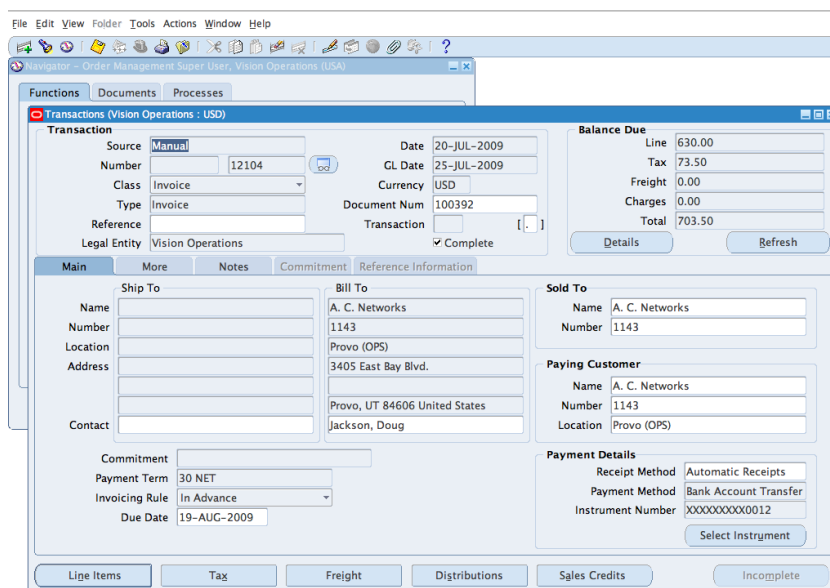 File Edit View Folder Tools Actions Window Help
Navigator – Order Management Super User, Vision Operations (USA)
Functions Documents Processes
Transactions (Vision Operations : USD)
Transaction
Source Manual
Number 12104
Class Invoice
Type Invoice
Reference
Legal Entity Vision Operations
Date 20-JUL-2009
GL Date 25-JUL-2009
Currency USD
Document Num 100392
Transaction [ . ]
Complete
Balance Due
Line 630.00
Tax 73.50
Freight 0.00
Charges 0.00
Total 703.50
Details Refresh
Main More Notes Commitment Reference Information
Ship To
Name
Number
Location
Address
Contact
Bill To
A. C. Networks
1143
Provo (OPS)
3405 East Bay Blvd.
Provo, UT 84606 United States
Jackson, Doug
Sold To
Name A. C. Networks
Number 1143
Paying Customer
Name A. C. Networks
Number 1143
Location Provo (OPS)
Commitment
Payment Term 30 NET
Invoicing Rule In Advance
Due Date 19-AUG-2009
Payment Details
Receipt Method Automatic Receipts
Payment Method Bank Account Transfer
Instrument Number XXXXXXXXX0012
Select Instrument
Line Items Tax Freight Distributions Sales Credits Incomplete